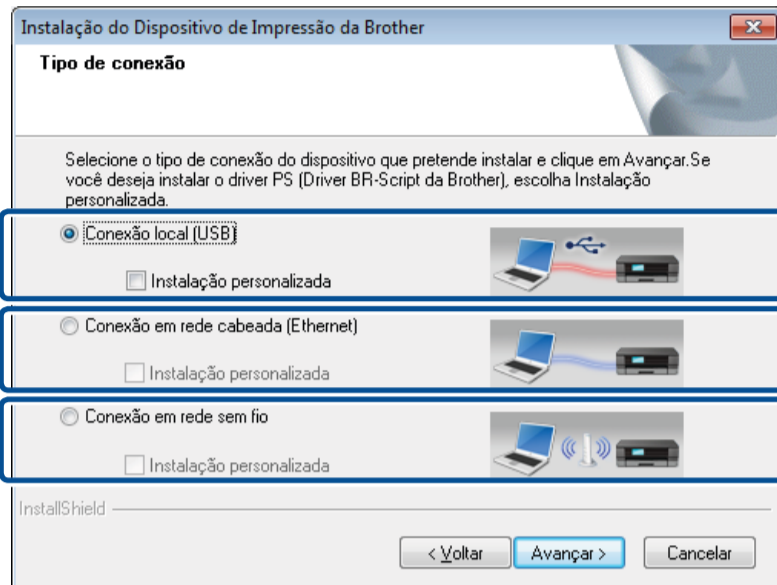 Instalação do Dispositivo de Impressão da Brother
Tipo de conexão
Selecione o tipo de conexão do dispositivo que pretende instalar e clique em Avançar.Se
você deseja instalar o driver PS (Driver BR-Script da Brother), escolha Instalação
personalizada.
Conexão local (USB)
Instalação personalizada
Conexão em rede cabeada (Ethernet)
Instalação personalizada
Conexão em rede sem fio
Instalação personalizada
InstallShield
< Voltar Avançar > Cancelar